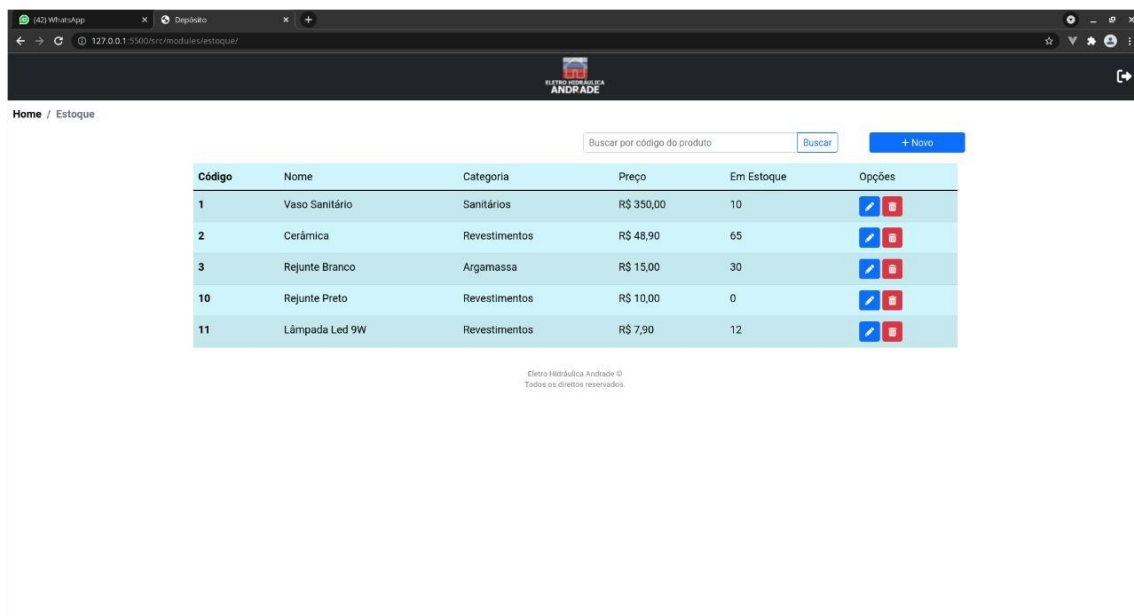 (42) WhatsApp
Depósito
127.0.0.1:5500/src/modules/estoque/
ELETRO HIDRÁULICA
ANDRADE
Home / Estoque
Buscar por código do produto Buscar + Novo
Código Nome Categoria Preço Em Estoque Opções
1 Vaso Sanitário Sanitários R$ 350,00 10
2 Cerâmica Revestimentos R$ 48,90 65
3 Rejunte Branco Argamassa R$ 15,00 30
10 Rejunte Preto Revestimentos R$ 10,00 0
11 Lâmpada Led 9W Revestimentos R$ 7,90 12
Eletro Hidráulica Andrade ©
Todos os direitos reservados.